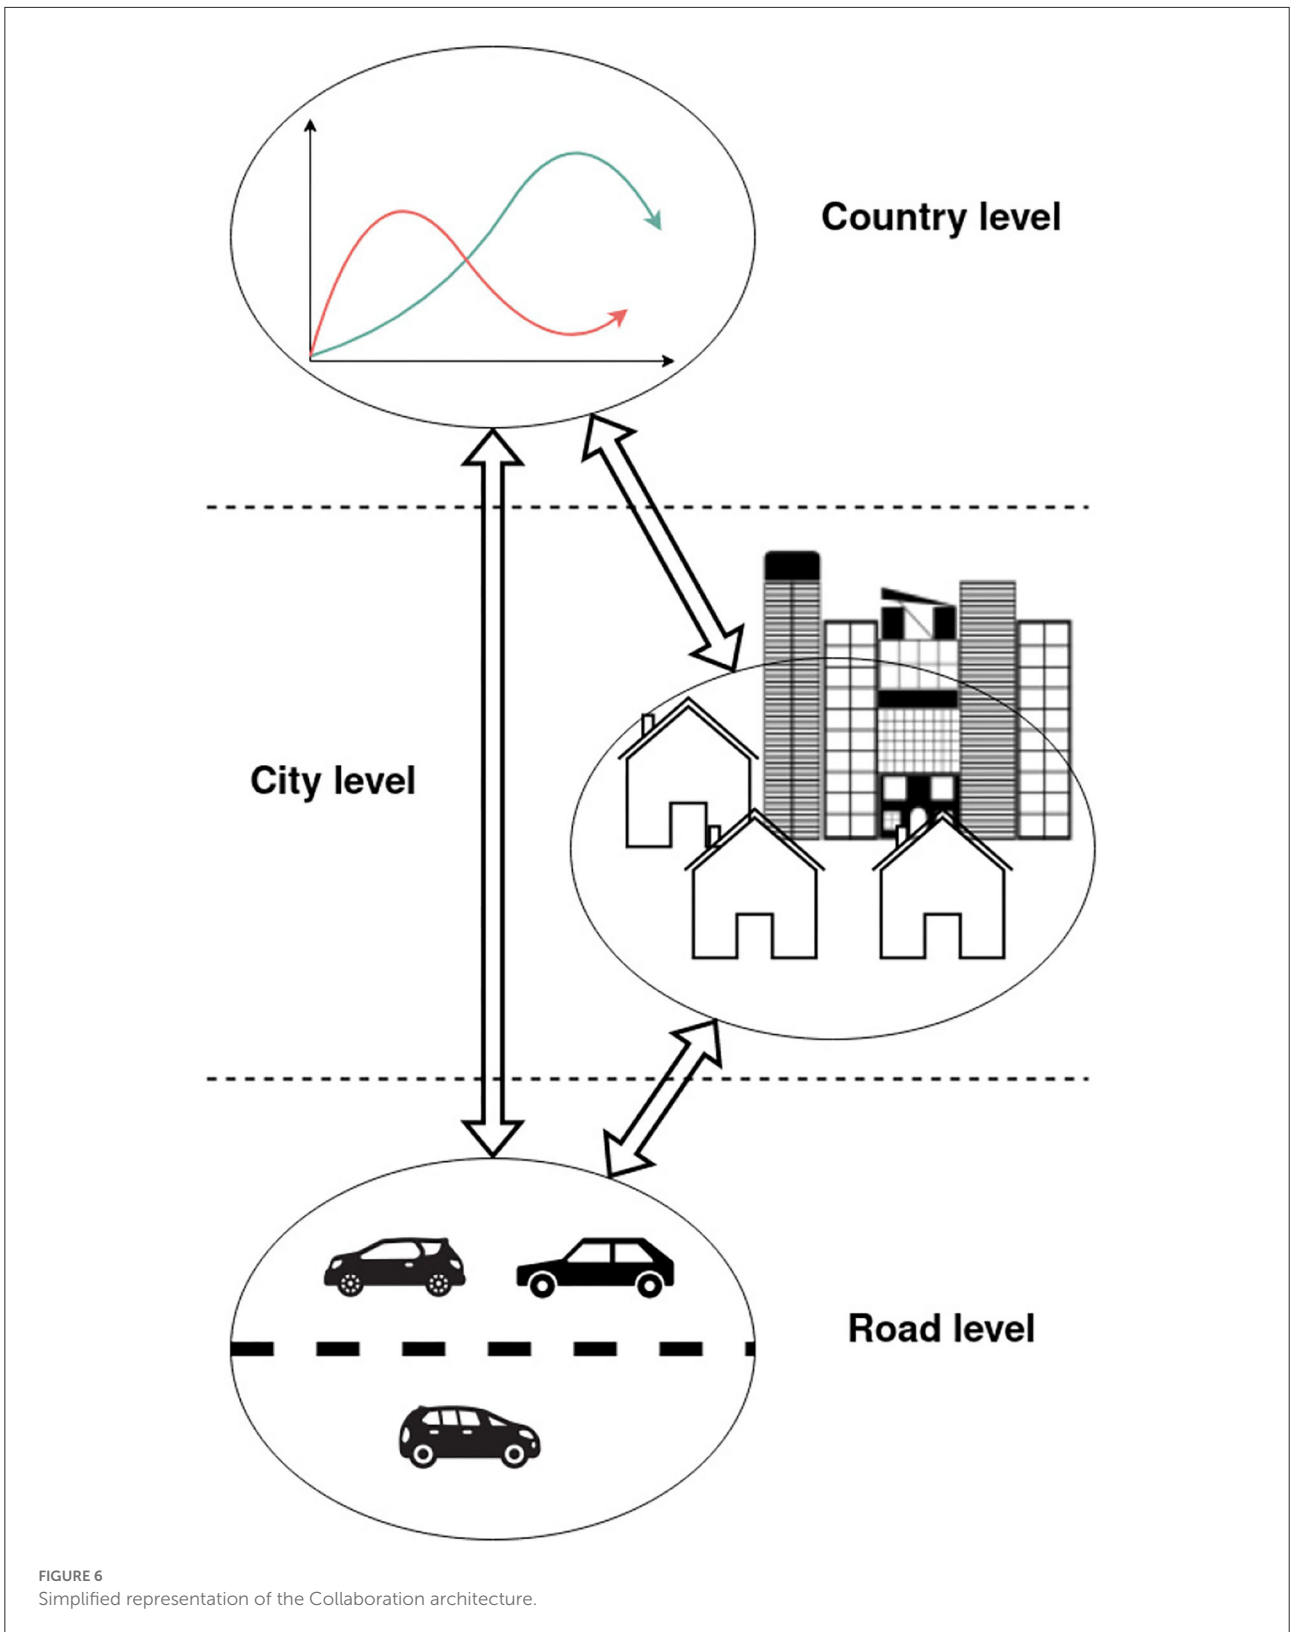 Country level
City level
Road level
FIGURE 6
Simplified representation of the Collaboration architecture.